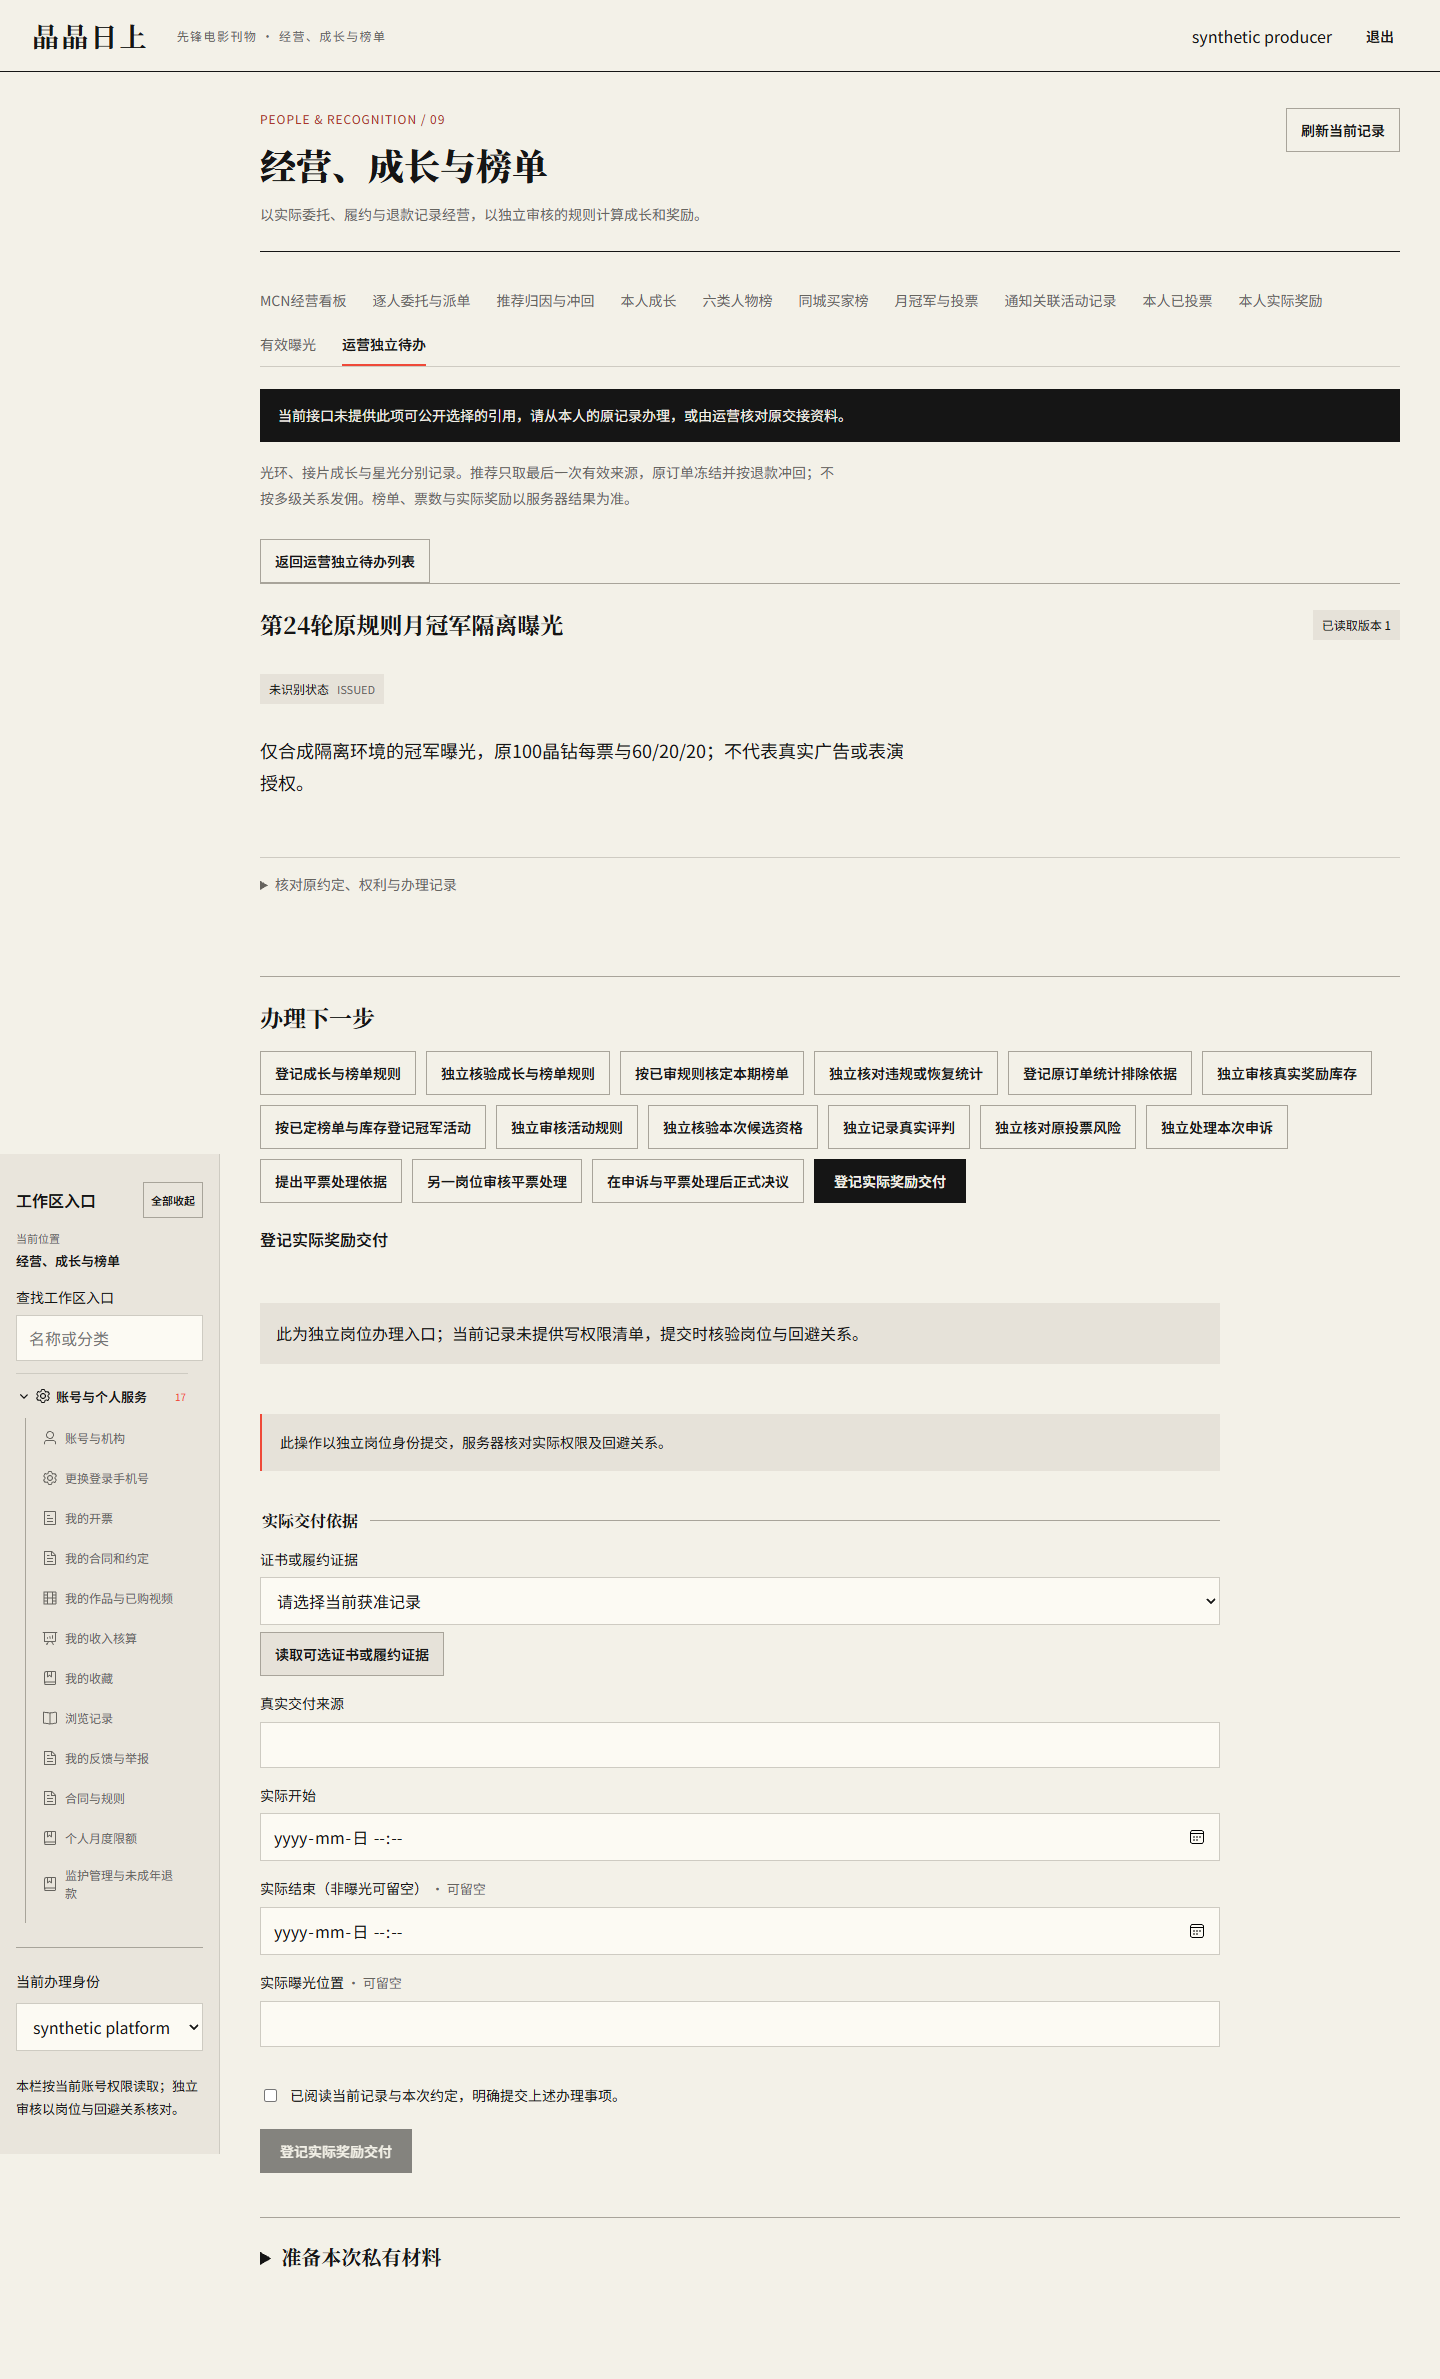 晶晶日上
先锋电影刊物 · 经营、成长与榜单
synthetic producer
退出
PEOPLE & RECOGNITION / 09
经营、成长与榜单
以实际委托、履约与退款记录经营，以独立审核的规则计算成长和奖励。
刷新当前记录
MCN经营看板 逐人委托与派单 推荐归因与冲回 本人成长 六类人物榜 同城买家榜 月冠军与投票 通知关联活动记录 本人已投票 本人实际奖励
有效曝光 运营独立待办
当前接口未提供此项可公开选择的引用，请从本人的原记录办理，或由运营核对原交接资料。
光环、接片成长与星光分别记录。推荐只取最后一次有效来源，原订单冻结并按退款冲回；不
按多级关系发佣。榜单、票数与实际奖励以服务器结果为准。
返回运营独立待办列表
第24轮原规则月冠军隔离曝光
已读取版本 1
未识别状态 ISSUED
仅合成隔离环境的冠军曝光，原100晶钻每票与60/20/20；不代表真实广告或表演
授权。
核对原约定、权利与办理记录
办理下一步
登记成长与榜单规则 独立核验成长与榜单规则 按已审规则核定本期榜单 独立核对违规或恢复统计 登记原订单统计排除依据 独立审核真实奖励库存
按已定榜单与库存登记冠军活动 独立审核活动规则 独立核验本次候选资格 独立记录真实评判 独立核对原投票风险 独立处理本次申诉
提出平票处理依据 另一岗位审核平票处理 在申诉与平票处理后正式决议 登记实际奖励交付
登记实际奖励交付
此为独立岗位办理入口；当前记录未提供写权限清单，提交时核验岗位与回避关系。
此操作以独立岗位身份提交，服务器核对实际权限及回避关系。
实际交付依据
证书或履约证据
请选择当前获准记录
读取可选证书或履约证据
真实交付来源
实际开始
yyyy-mm-日 --:--
实际结束（非曝光可留空） · 可留空
yyyy-mm-日 --:--
实际曝光位置 · 可留空
已阅读当前记录与本次约定，明确提交上述办理事项。
登记实际奖励交付
准备本次私有材料
工作区入口
全部收起
当前位置
经营、成长与榜单
查找工作区入口
名称或分类
账号与个人服务 17
账号与机构
更换登录手机号
我的开票
我的合同和约定
我的作品与已购视频
我的收入核算
我的收藏
浏览记录
我的反馈与举报
合同与规则
个人月度限额
监护管理与未成年退
款
当前办理身份
synthetic platform
本栏按当前账号权限读取；独立
审核以岗位与回避关系核对。